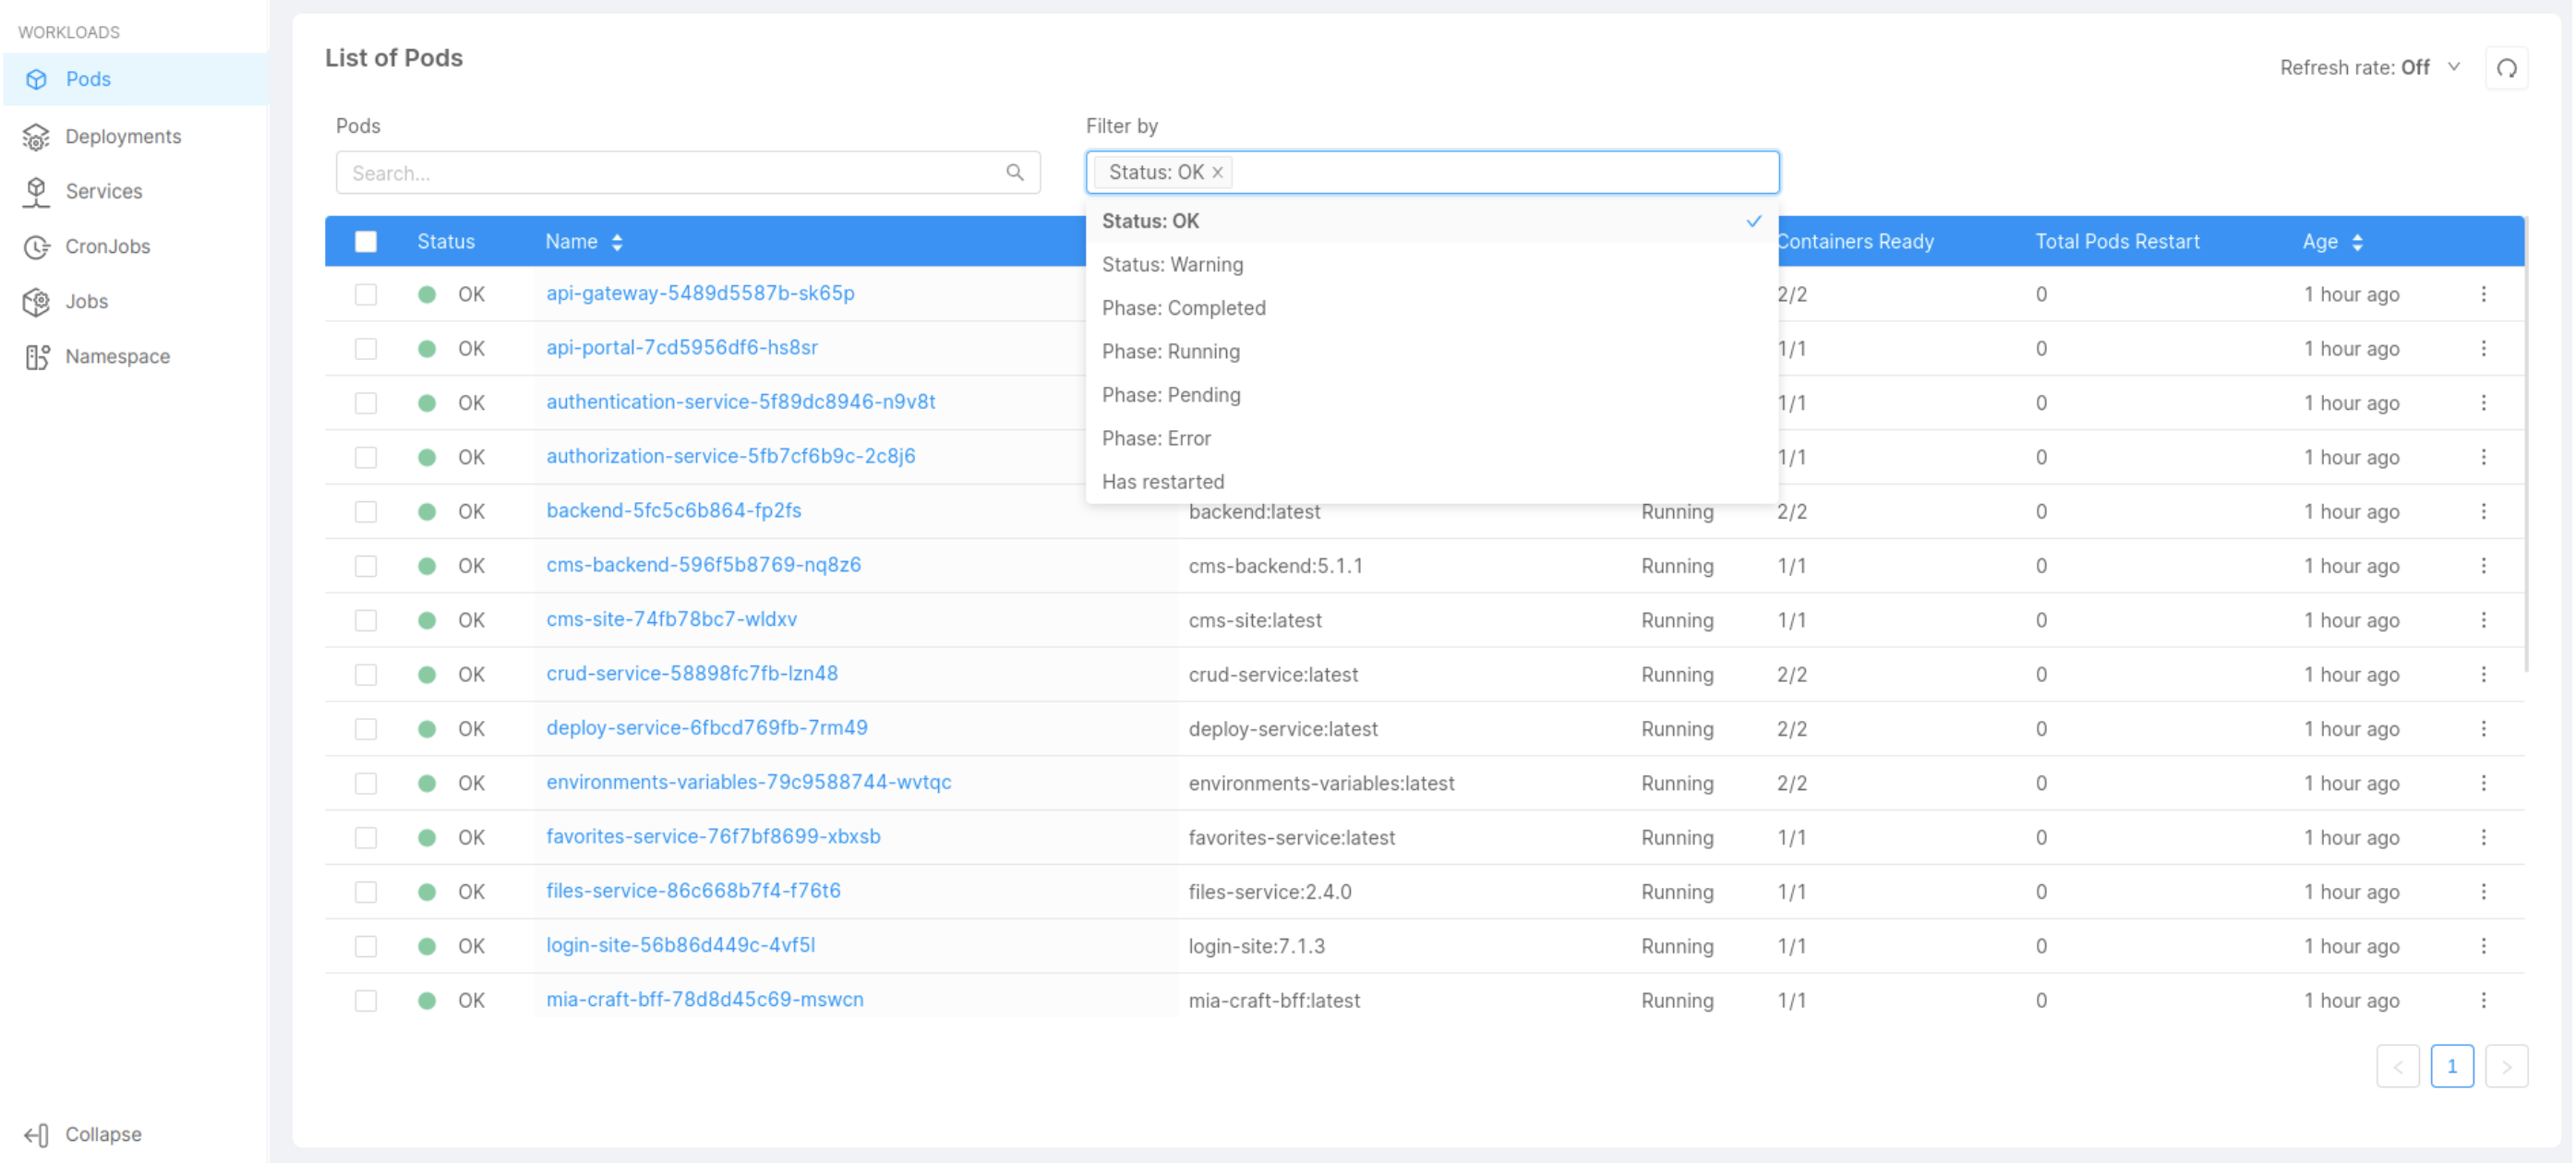 WORKLOADS
Pods
Deployments
Services
CronJobs
Jobs
Namespace
Collapse
List of Pods
Refresh rate: Off
Pods
Filter by
Search...
Status: OK
Status: OK
Status: Warning
Phase: Completed
Phase: Running
Phase: Pending
Phase: Error
Has restarted
Status Name Containers Ready Total Pods Restart Age
OK api-gateway-5489d5587b-sk65p 2/2 0 1 hour ago
OK api-portal-7cd5956df6-hs8sr 1/1 0 1 hour ago
OK authentication-service-5f89dc8946-n9v8t 1/1 0 1 hour ago
OK authorization-service-5fb7cf6b9c-2c8j6 1/1 0 1 hour ago
OK backend-5fc5c6b864-fp2fs backend:latest Running 2/2 0 1 hour ago
OK cms-backend-596f5b8769-nq8z6 cms-backend:5.1.1 Running 1/1 0 1 hour ago
OK cms-site-74fb78bc7-wldxv cms-site:latest Running 1/1 0 1 hour ago
OK crud-service-58898fc7fb-lzn48 crud-service:latest Running 2/2 0 1 hour ago
OK deploy-service-6fbcd769fb-7rm49 deploy-service:latest Running 2/2 0 1 hour ago
OK environments-variables-79c9588744-wvtqc environments-variables:latest Running 2/2 0 1 hour ago
OK favorites-service-76f7bf8699-xbxsb favorites-service:latest Running 1/1 0 1 hour ago
OK files-service-86c668b7f4-f76t6 files-service:2.4.0 Running 1/1 0 1 hour ago
OK login-site-56b86d449c-4vf5l login-site:7.1.3 Running 1/1 0 1 hour ago
OK mia-craft-bff-78d8d45c69-mswcn mia-craft-bff:latest Running 1/1 0 1 hour ago
1